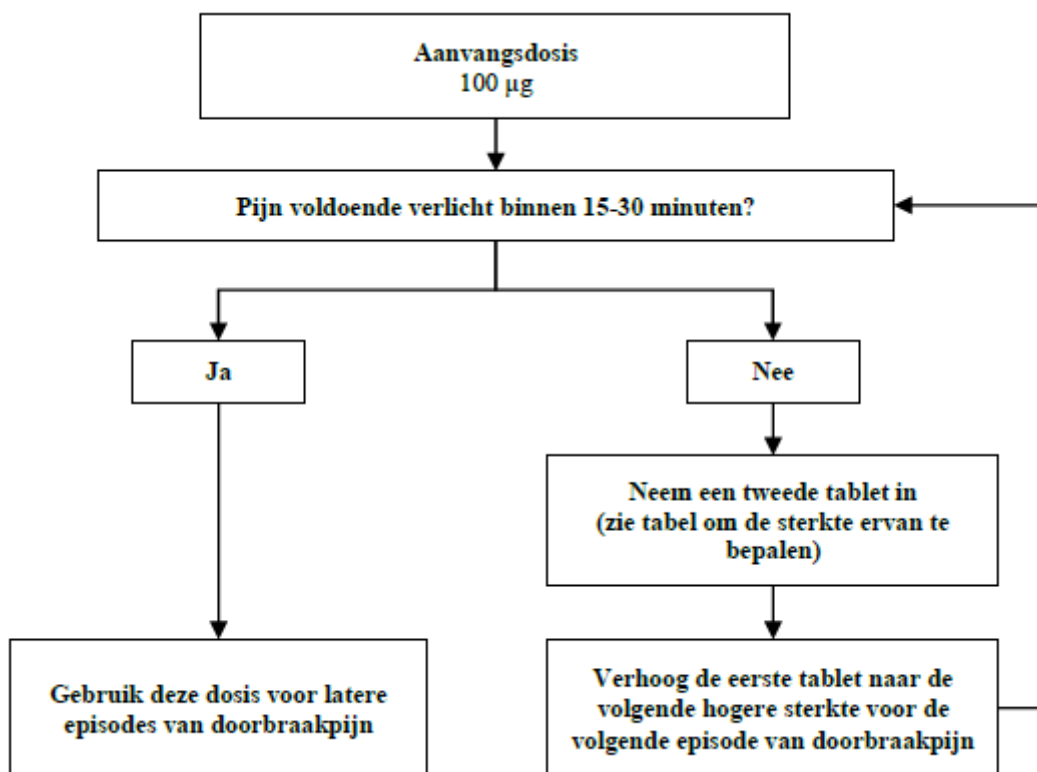 Aanvangsdosis
100 µg
Pijn voldoende verlicht binnen 15-30 minuten?
Ja
Nee
Neem een tweede tablet in
(zie tabel om de sterkte ervan te
bepalen)
Gebruik deze dosis voor latere
episodes van doorbraakpijn
Verhoog de eerste tablet naar de
volgende hogere sterkte voor de
volgende episode van doorbraakpijn